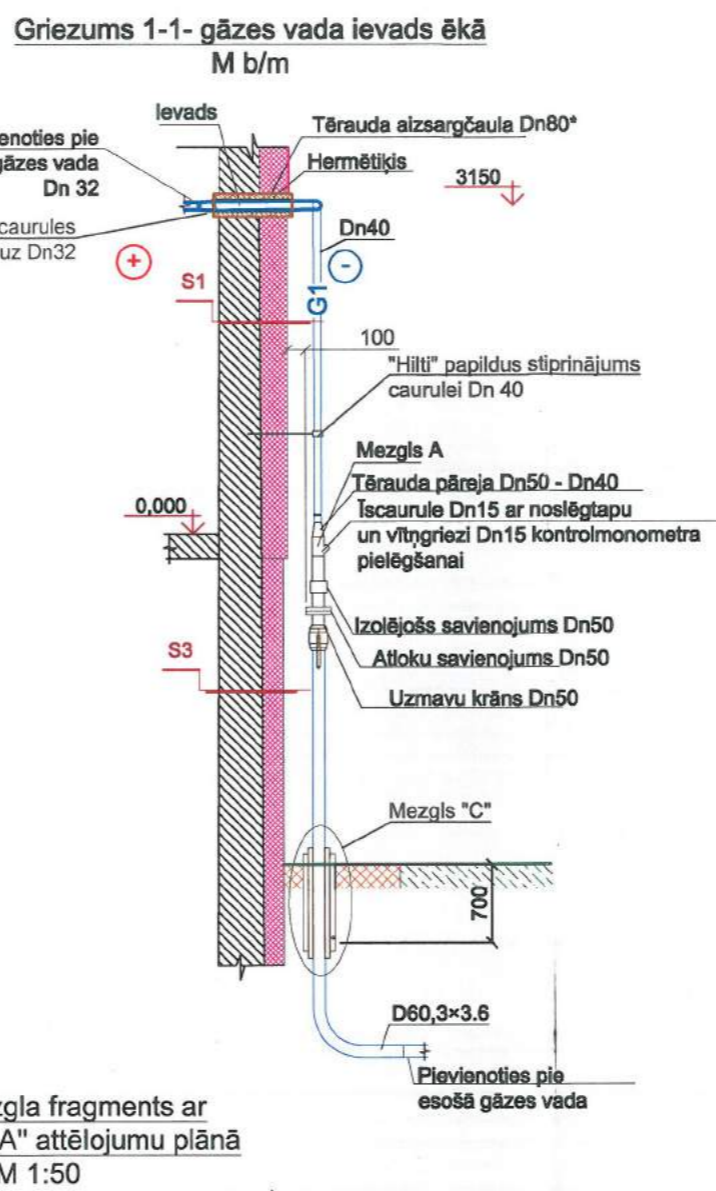 Griezums 1-1- gāzes vada ievads ēkā
M b/m
Ievads
Tērauda aizsargčaula Dn80*
enoties pie
gāzes vada
Dn 32
Hermētiķis
3150
caurules
uz Dn32
Dn40
+
-
S1
G1
100
"Hilti" papildus stiprinājums
caurulei Dn 40
Mezgls A
Tērauda pāreja Dn50 - Dn40
0,000
Īscaurule Dn15 ar noslēgtapu
un vītņgriezi Dn15 kontrolmonometra
pielēgšanai
Izolējošs savienojums Dn50
S3
Atloku savienojums Dn50
Uzmavu krāns Dn50
Mezgls "C"
700
D60,3×3.6
Pievienoties pie
esošā gāzes vada
zgla fragments ar
A" attēlojumu plānā
M 1:50